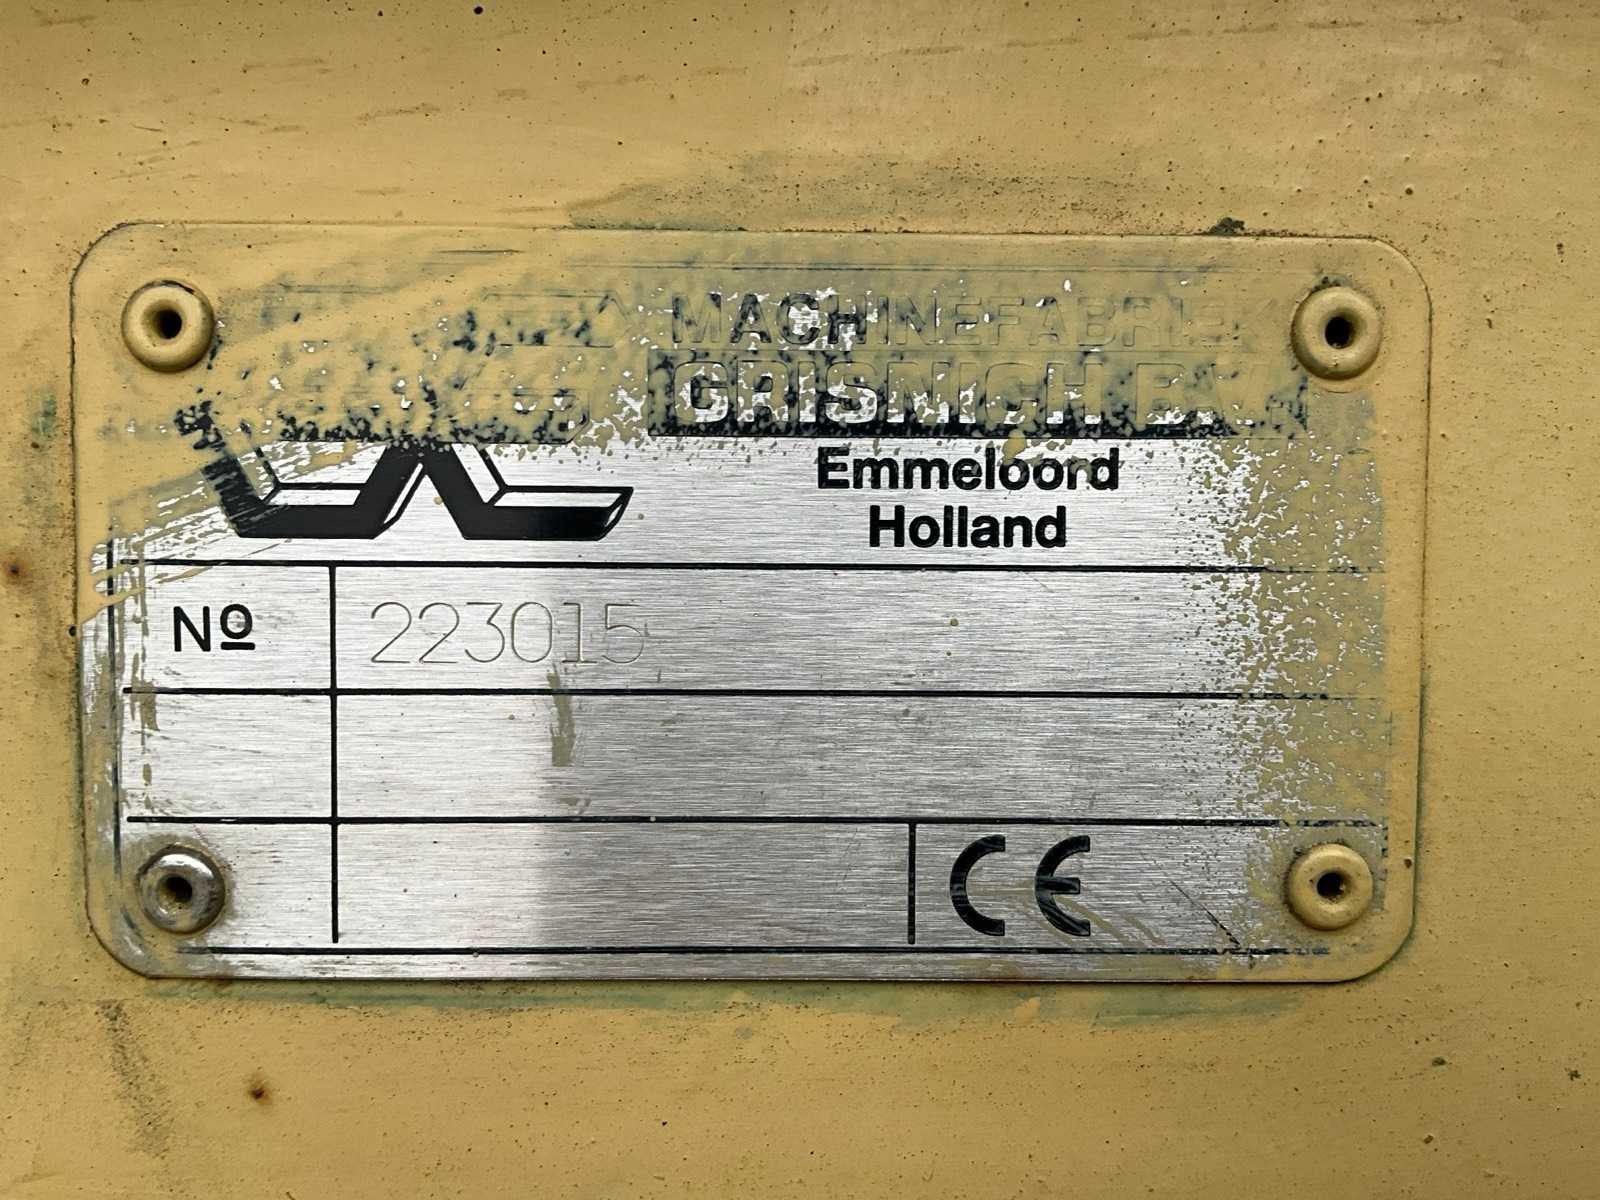 MACHINEFABRIEK
GRISNICH B.V.
Emmeloord
Holland
Nº 223015
CE